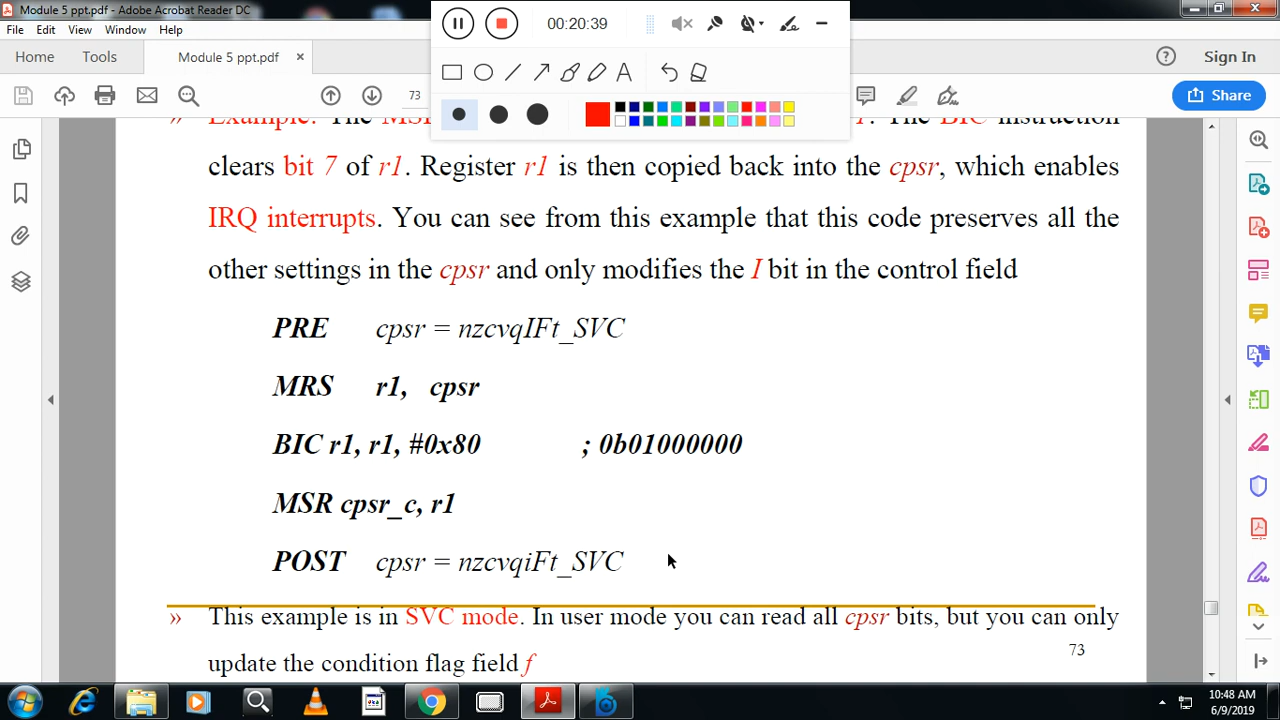 Module 5 ppt.pdf - Adobe Acrobat Reader DC
File Edit View Window Help
00:20:39
Home Tools Module 5 ppt.pdf × Sign In
73 Share
» Example: The
BIC instruction
clears bit 7 of r1. Register r1 is then copied back into the cpsr, which enables
IRQ interrupts. You can see from this example that this code preserves all the
other settings in the cpsr and only modifies the I bit in the control field
PRE cpsr = nzcvqIFt_SVC
MRS r1, cpsr
BIC r1, r1, #0x80 ; 0b01000000
MSR cpsr_c, r1
POST cpsr = nzcvqiFt_SVC
» This example is in SVC mode. In user mode you can read all cpsr bits, but you can only
update the condition flag field f
73
10:48 AM
6/9/2019